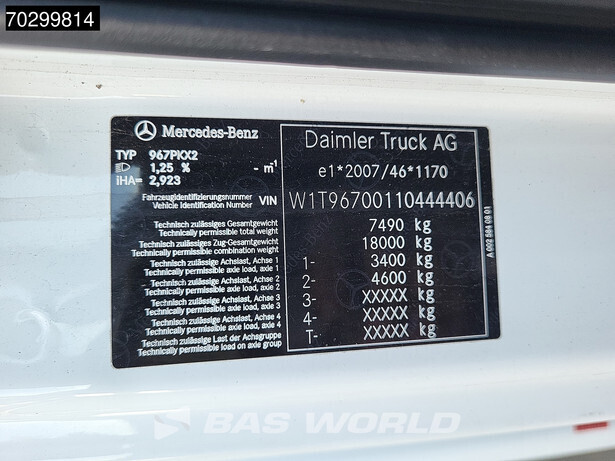 70299814
Mercedes-Benz
Daimler Truck AG
TYP 967PKX2
1,25 % - m⁻¹
e1*2007/46*1170
iHA= 2,923
Fahrzeugidentifizierungsnummer
Vehicle Identification Number VIN W1T96700110444406
Technisch zulässiges Gesamtgewicht
Technically permissible total weight 7490 kg
Technisch zulässiges Zug-Gesamtgewicht
Technically permissible combination weight 18000 kg
Technisch zulässige Achslast, Achse 1
Technically permissible axle load, axle 1 1- 3400 kg
Technisch zulässige Achslast, Achse 2
Technically permissible axle load, axle 2 2- 4600 kg
Technisch zulässige Achslast, Achse 3
Technically permissible axle load, axle 3 3- XXXXX kg
Technisch zulässige Achslast, Achse 4
Technically permissible axle load, axle 4 4- XXXXX kg
Technisch zulässige Last der Achsgruppe
Technically permissible load on axle group T- XXXXX kg
A 002 584 08 01
BAS WORLD